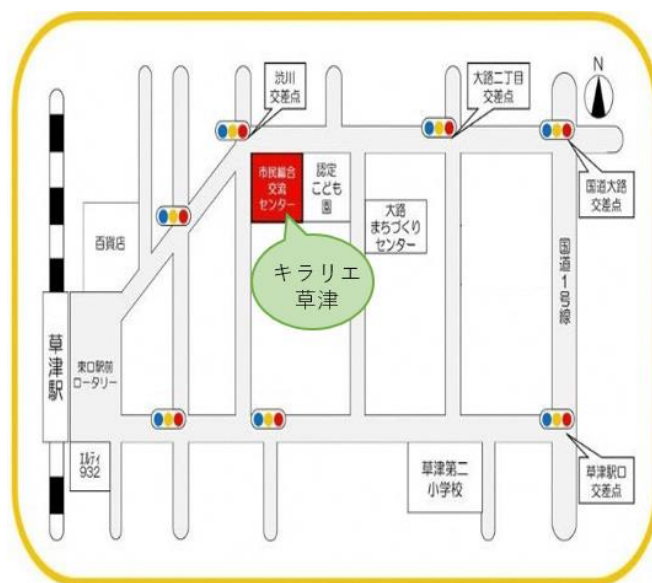 渋川
交差点
大路二丁目
交差点
N
市民総合
交流
センター
認定
こども
園
国道大路
交差点
百貨店
大路
まちづくり
センター
キラリエ
草津
国道1号線
草津駅
東口駅前
ロータリー
エルティ
932
草津第二
小学校
草津駅口
交差点